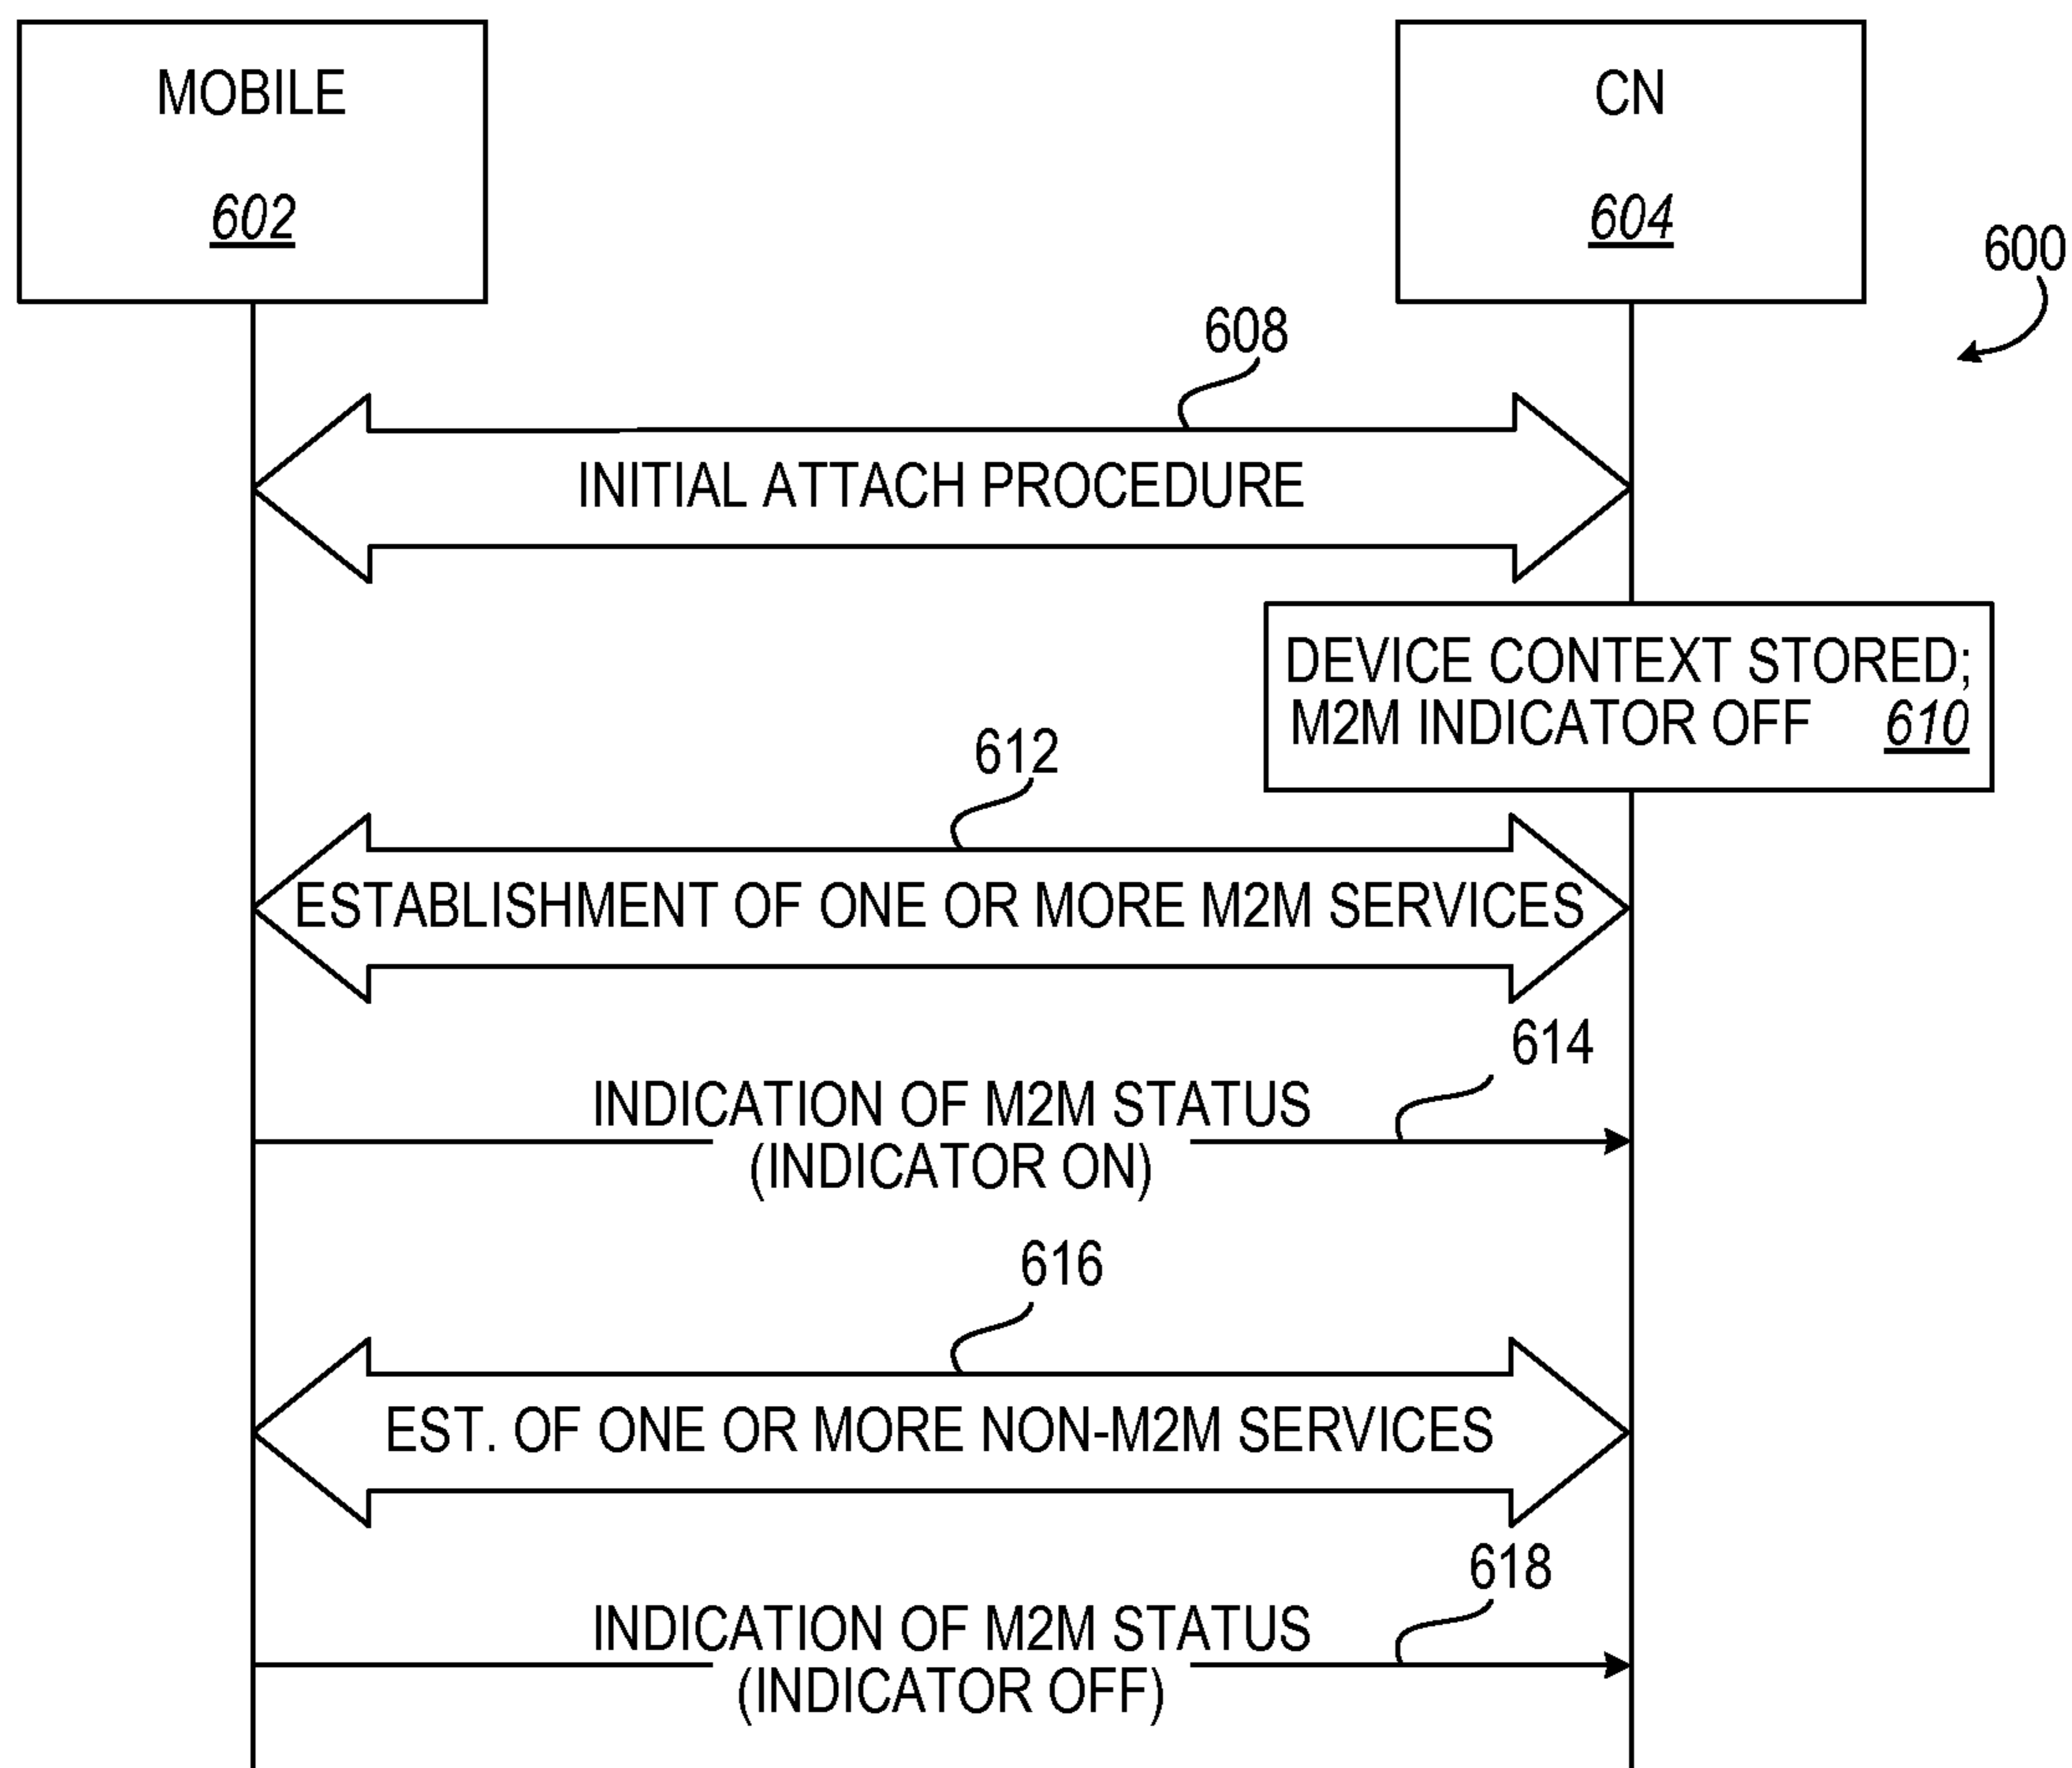 MOBILE
602
CN
604
600
608
INITIAL ATTACH PROCEDURE
DEVICE CONTEXT STORED;
M2M INDICATOR OFF 610
612
ESTABLISHMENT OF ONE OR MORE M2M SERVICES
614
INDICATION OF M2M STATUS
(INDICATOR ON)
616
EST. OF ONE OR MORE NON-M2M SERVICES
618
INDICATION OF M2M STATUS
(INDICATOR OFF)